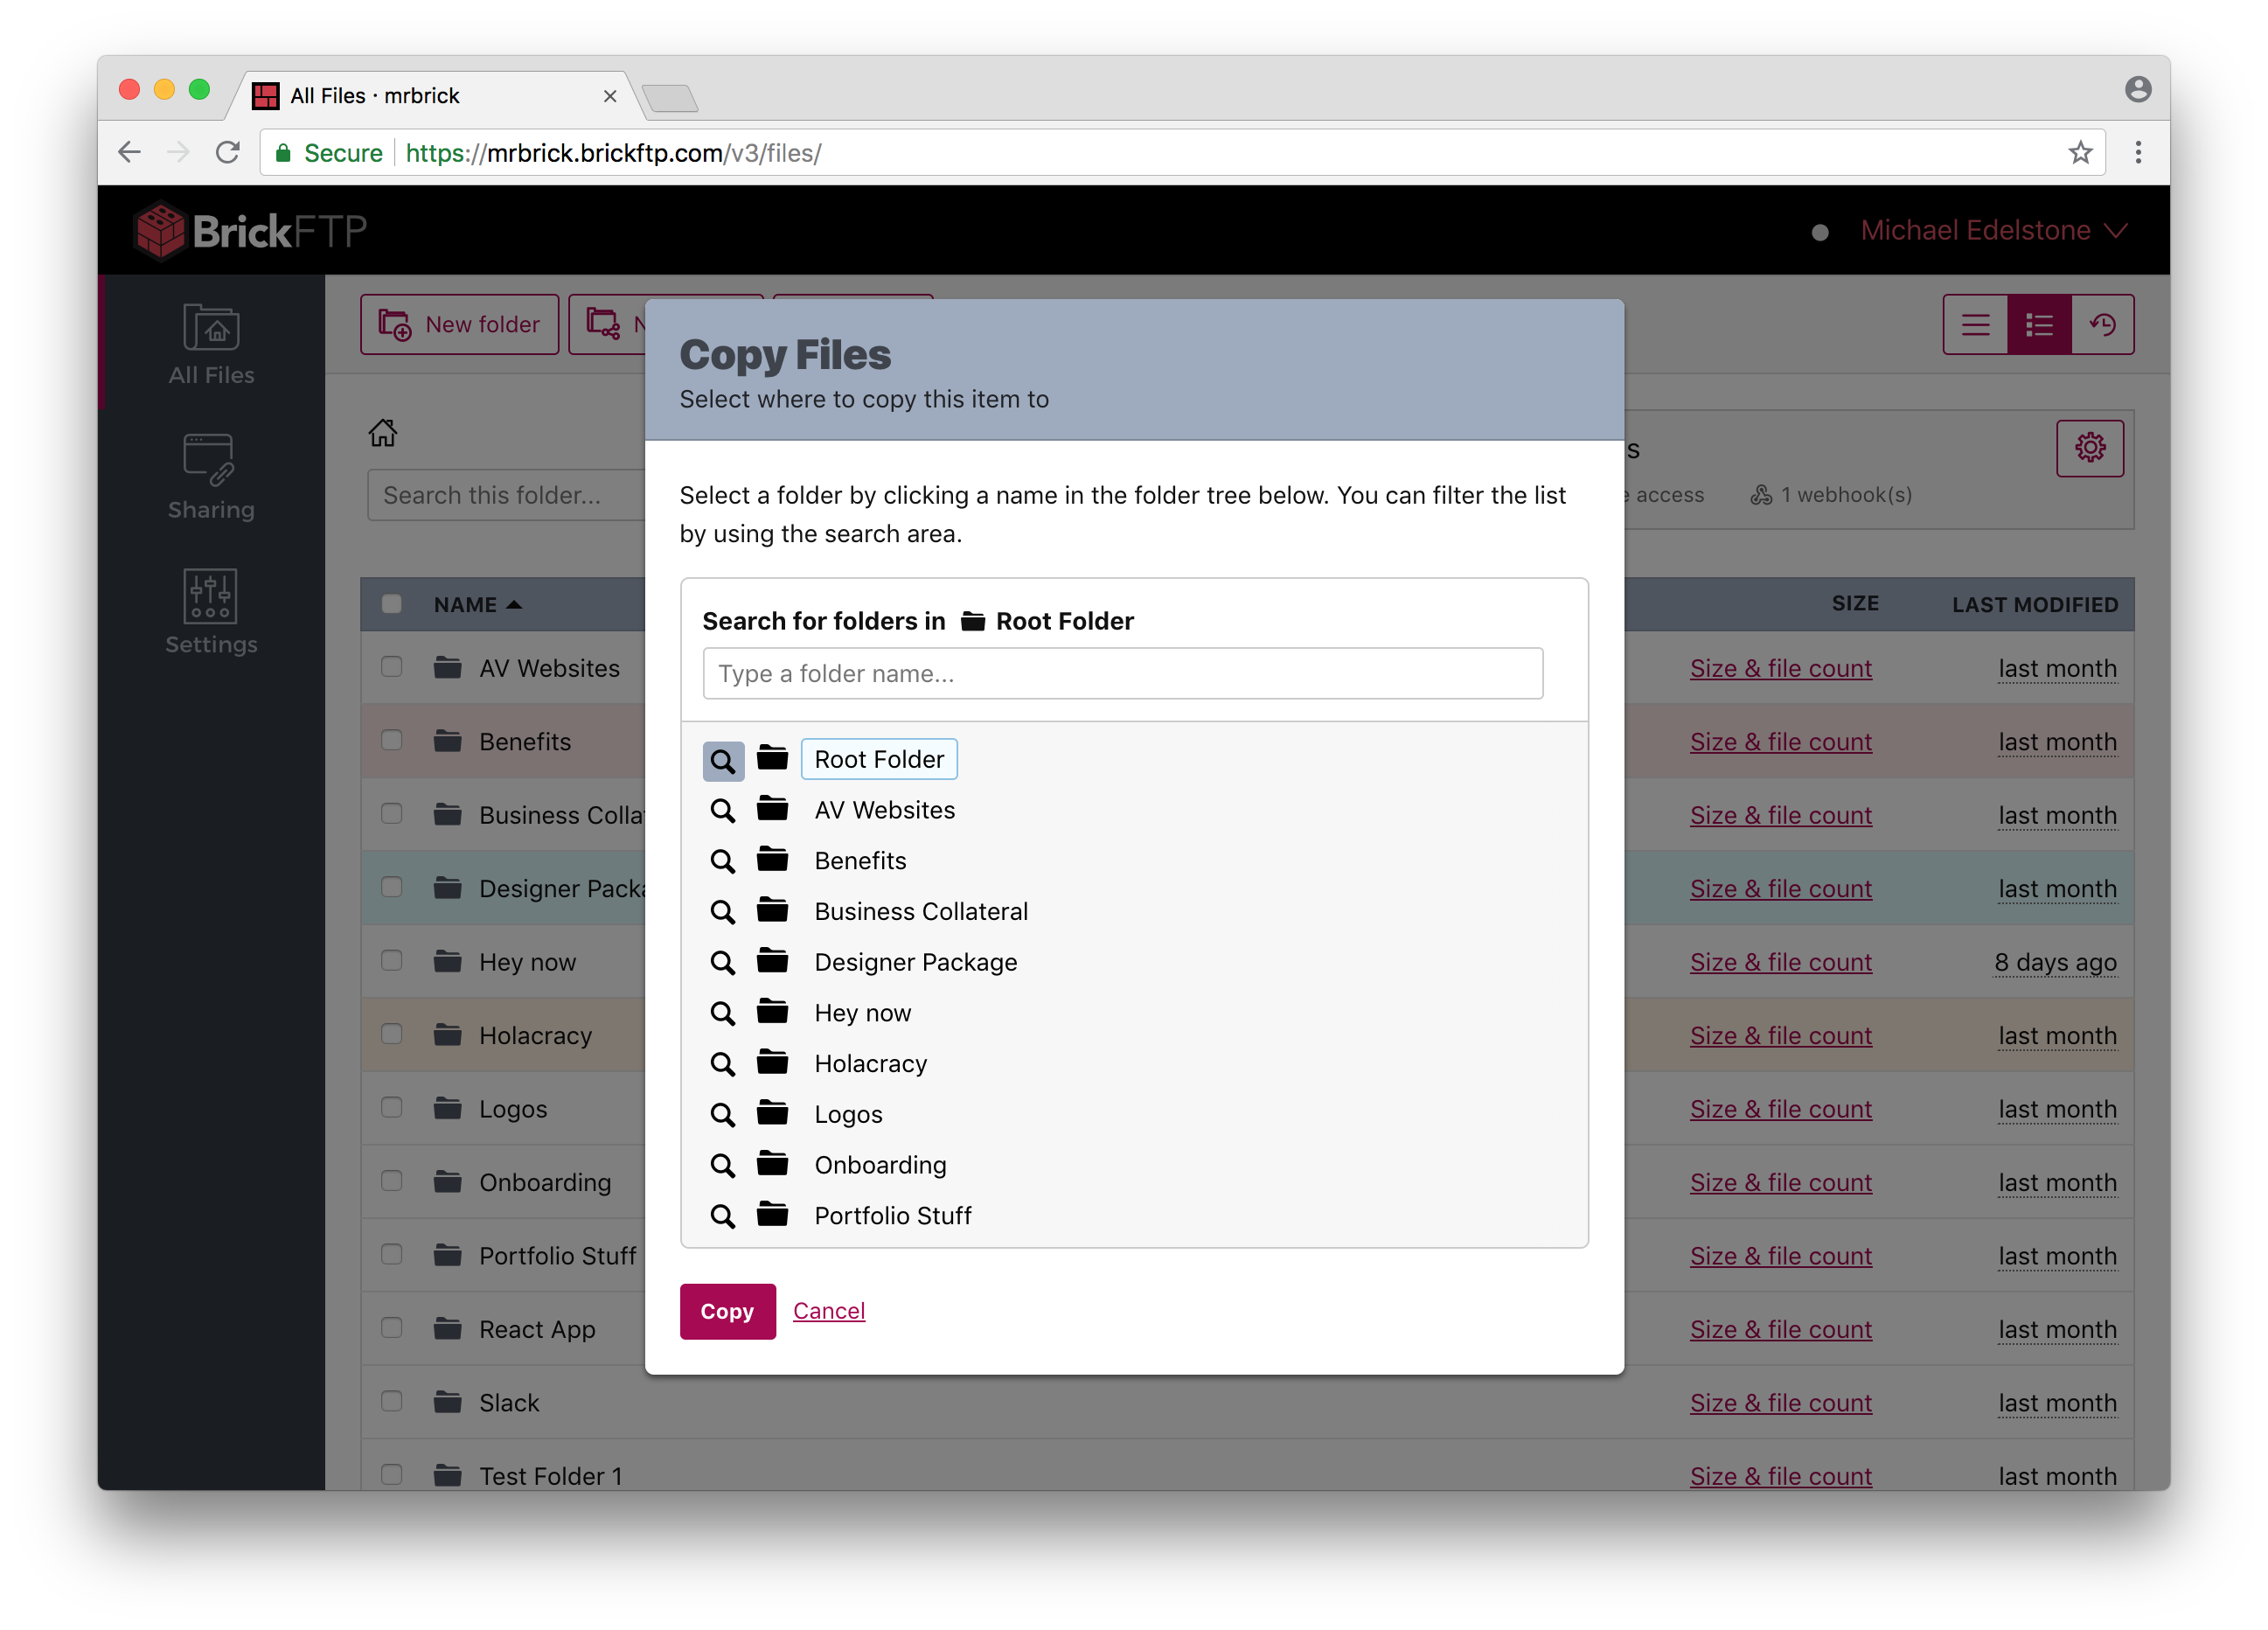 All Files · mrbrick
Secure https://mrbrick.brickftp.com/v3/files/
BrickFTP
Michael Edelstone
All Files
Sharing
Settings
New folder
N
Search this folder...
s
access
1 webhook(s)
NAME
SIZE
LAST MODIFIED
AV Websites Size & file count last month
Benefits Size & file count last month
Business Colla Size & file count last month
Designer Packa Size & file count last month
Hey now Size & file count 8 days ago
Holacracy Size & file count last month
Logos Size & file count last month
Onboarding Size & file count last month
Portfolio Stuff Size & file count last month
React App Size & file count last month
Slack Size & file count last month
Test Folder 1 Size & file count last month
Copy Files
Select where to copy this item to
Select a folder by clicking a name in the folder tree below. You can filter the list
by using the search area.
Search for folders in Root Folder
Type a folder name...
Root Folder
AV Websites
Benefits
Business Collateral
Designer Package
Hey now
Holacracy
Logos
Onboarding
Portfolio Stuff
Copy Cancel